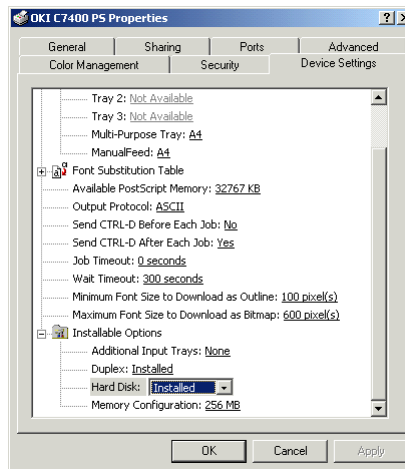 OKI C7400 PS Properties
General Sharing Ports Advanced
Color Management Security Device Settings
Tray 2: Not Available
Tray 3: Not Available
Multi-Purpose Tray: A4
ManualFeed: A4
Font Substitution Table
Available PostScript Memory: 32767 KB
Output Protocol: ASCII
Send CTRL-D Before Each Job: No
Send CTRL-D After Each Job: Yes
Job Timeout: 0 seconds
Wait Timeout: 300 seconds
Minimum Font Size to Download as Outline: 100 pixel(s)
Maximum Font Size to Download as Bitmap: 600 pixel(s)
Installable Options
Additional Input Trays: None
Duplex: Installed
Hard Disk: Installed
Memory Configuration: 256 MB
OK Cancel Apply